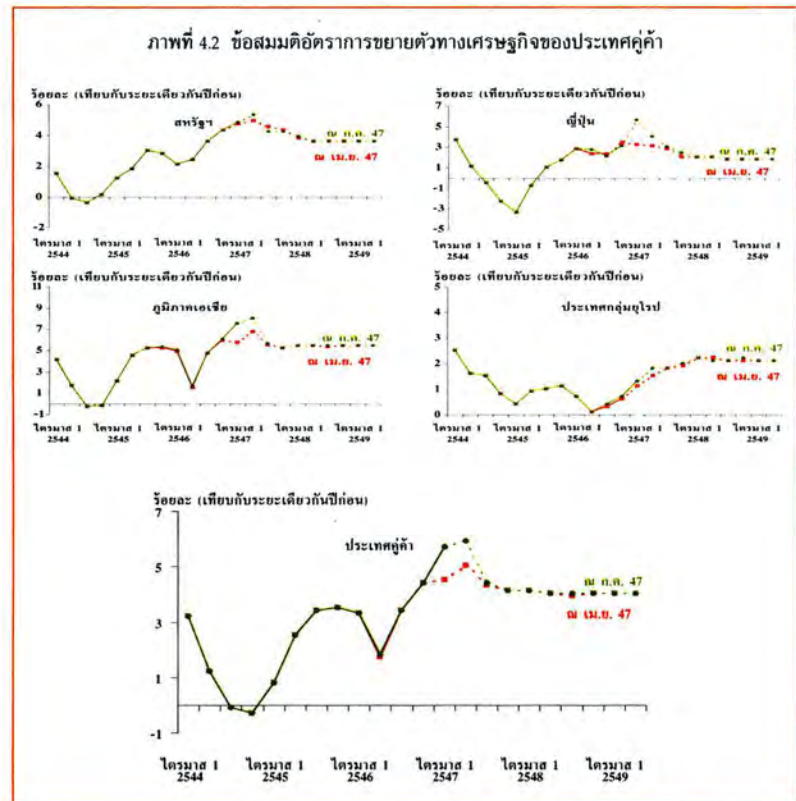 ภาพที่ 4.2 ข้อสมมติอัตราการขยายตัวทางเศรษฐกิจของประเทศคู่ค้า
ร้อยละ (เทียบกับระยะเดียวกันปีก่อน)
สหรัฐฯ
6
4
2
0
-2
ณ ก.ค. 47
ณ เม.ย. 47
ไตรมาส 1 ไตรมาส 1 ไตรมาส 1 ไตรมาส 1 ไตรมาส 1 ไตรมาส 1
2544 2545 2546 2547 2548 2549
ร้อยละ (เทียบกับระยะเดียวกันปีก่อน)
ญี่ปุ่น
7
5
3
1
-1
-3
-5
ณ ก.ค. 47
ณ เม.ย. 47
ไตรมาส 1 ไตรมาส 1 ไตรมาส 1 ไตรมาส 1 ไตรมาส 1 ไตรมาส 1
2544 2545 2546 2547 2548 2549
ร้อยละ (เทียบกับระยะเดียวกันปีก่อน)
ภูมิภาคเอเชีย
11
9
7
5
3
1
-1
ณ ก.ค. 47
ณ เม.ย. 47
ไตรมาส 1 ไตรมาส 1 ไตรมาส 1 ไตรมาส 1 ไตรมาส 1 ไตรมาส 1
2544 2545 2546 2547 2548 2549
ร้อยละ (เทียบกับระยะเดียวกันปีก่อน)
ประเทศกลุ่มยุโรป
5
4
3
2
1
0
ณ ก.ค. 47
ณ เม.ย. 47
ไตรมาส 1 ไตรมาส 1 ไตรมาส 1 ไตรมาส 1 ไตรมาส 1 ไตรมาส 1
2544 2545 2546 2547 2548 2549
ร้อยละ (เทียบกับระยะเดียวกันปีก่อน)
ประเทศคู่ค้า
7
5
3
1
-1
ณ ก.ค. 47
ณ เม.ย. 47
ไตรมาส 1 ไตรมาส 1 ไตรมาส 1 ไตรมาส 1 ไตรมาส 1 ไตรมาส 1
2544 2545 2546 2547 2548 2549